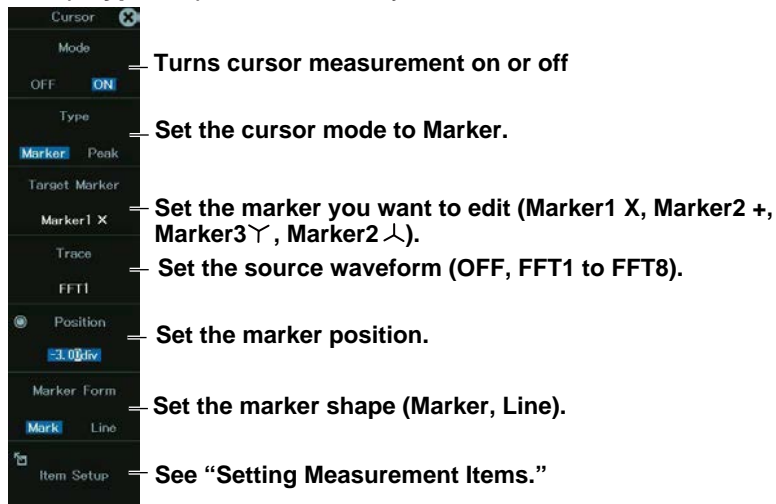 Cursor
Mode
OFF ON
Turns cursor measurement on or off
Type
Marker Peak
Set the cursor mode to Marker.
Target Marker
Marker1 X
Set the marker you want to edit (Marker1 X, Marker2 +,
Marker3 Y, Marker2 ⅄).
Trace
FFT1
Set the source waveform (OFF, FFT1 to FFT8).
Position
-3.00div
Set the marker position.
Marker Form
Mark Line
Set the marker shape (Marker, Line).
Item Setup
See “Setting Measurement Items.”